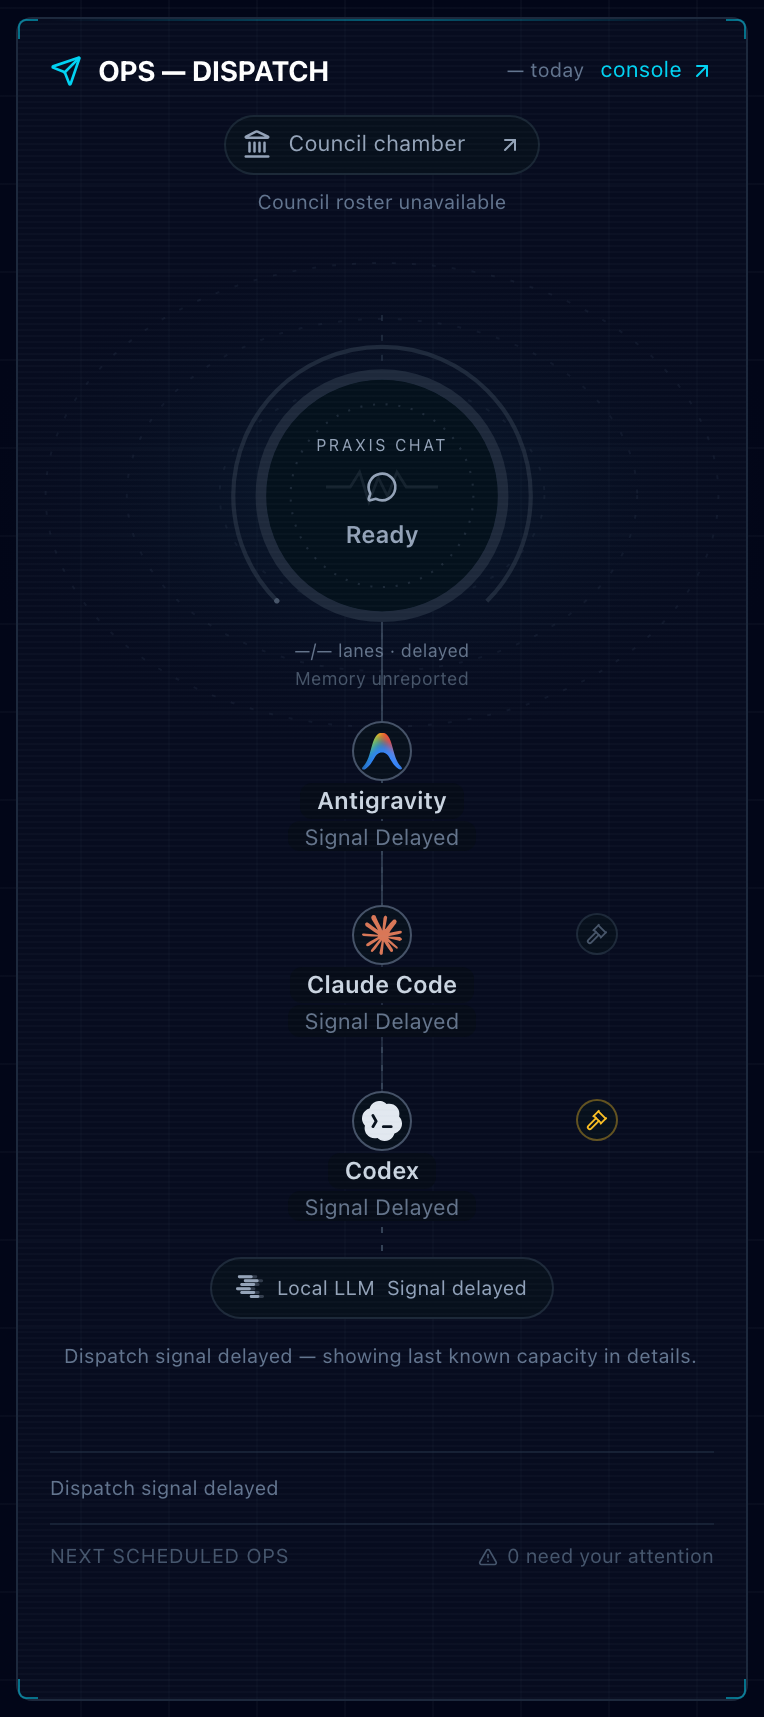 OPS — DISPATCH
— today console
Council chamber
Council roster unavailable
PRAXIS CHAT
Ready
—/— lanes · delayed
Memory unreported
Antigravity
Signal Delayed
Claude Code
Signal Delayed
Codex
Signal Delayed
Local LLM Signal delayed
Dispatch signal delayed — showing last known capacity in details.
Dispatch signal delayed
NEXT SCHEDULED OPS
0 need your attention